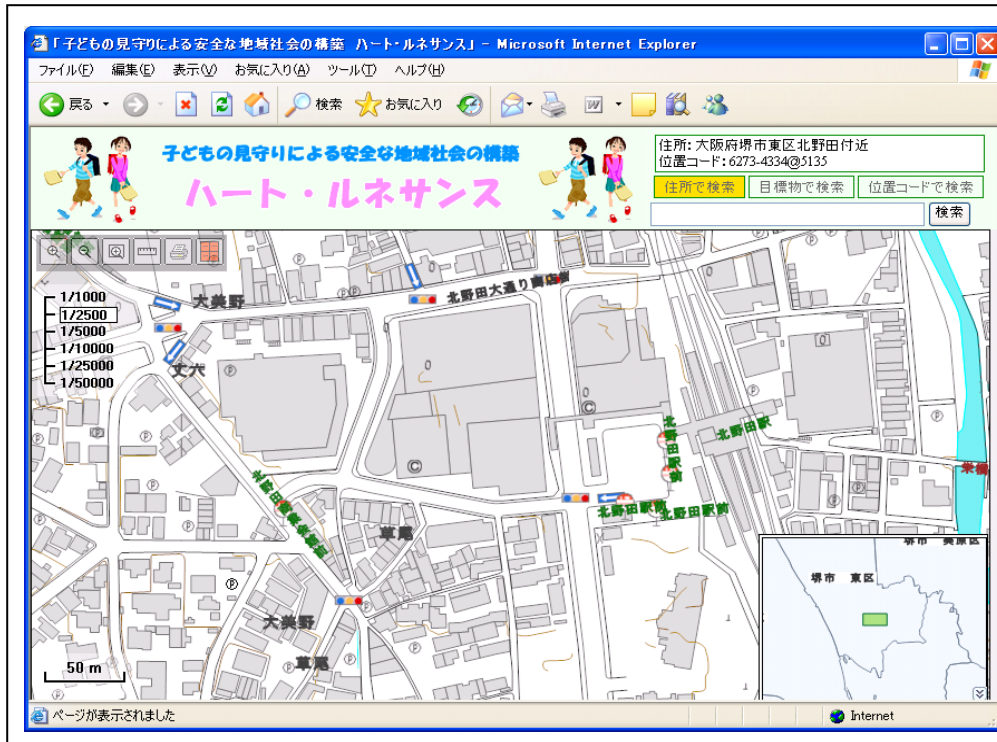 「子どもの見守りによる安全な地域社会の構築 ハート・ルネサンス」 - Microsoft Internet Explorer
ファイル(F) 編集(E) 表示(V) お気に入り(A) ツール(T) ヘルプ(H)
戻る 検索 お気に入り
子どもの見守りによる安全な地域社会の構築
ハート・ルネサンス
住所: 大阪府堺市東区北野田付近
位置コード: 6273-4334@5135
住所で検索 目標物で検索 位置コードで検索
検索
1/1000
1/2500
1/5000
1/10000
1/25000
1/50000
大美野
北野田大通り商店街
丈六
北野田駅前
北野田駅
栄橋
北野田駅前
北野田駅前
草尾
大美野
草尾
50 m
堺市 美原区
堺市 東区
ページが表示されました
Internet